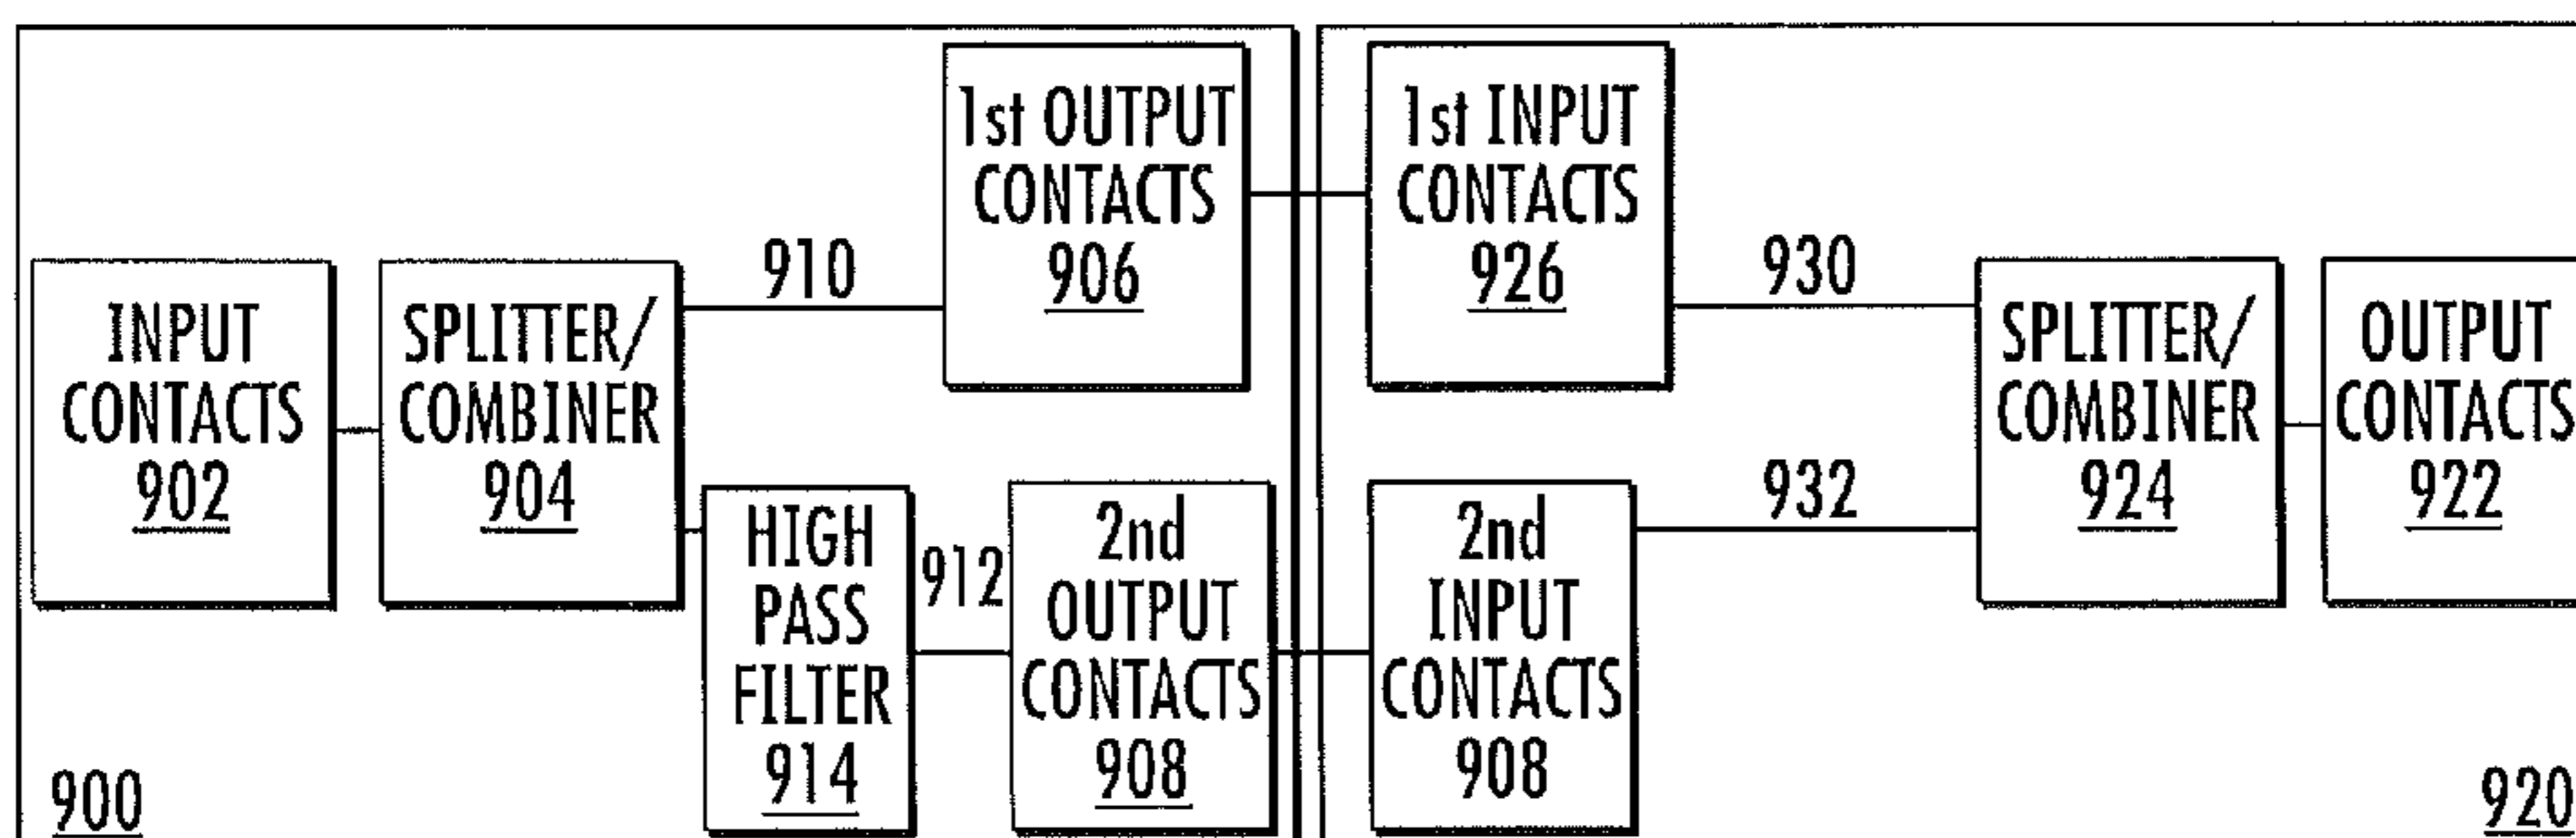 INPUT
CONTACTS
902
SPLITTER/
COMBINER
904
910
1st OUTPUT
CONTACTS
906
HIGH
PASS
FILTER
914
912
2nd
OUTPUT
CONTACTS
908
900
1st INPUT
CONTACTS
926
930
2nd
INPUT
CONTACTS
908
932
SPLITTER/
COMBINER
924
OUTPUT
CONTACTS
922
920